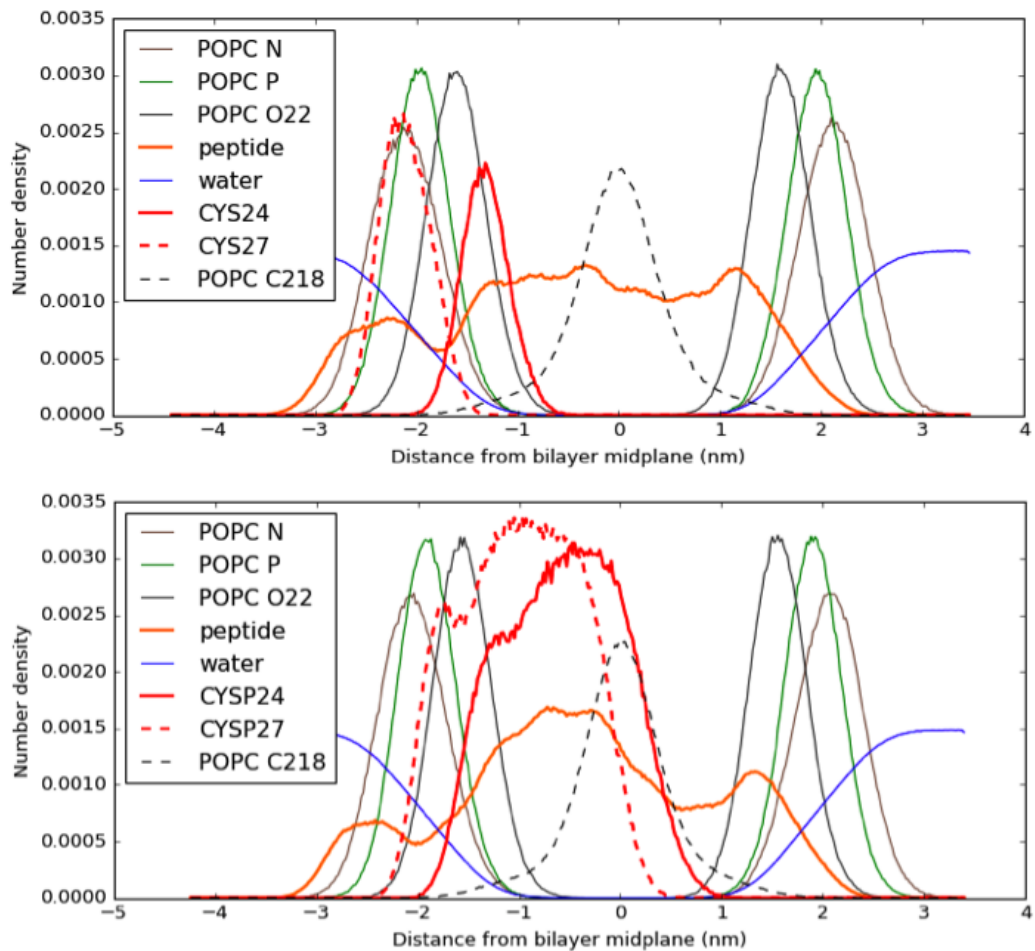 0.0035
0.0030
0.0025
0.0020
0.0015
0.0010
0.0005
0.0000
Number density
POPC N
POPC P
POPC O22
peptide
water
CYS24
CYS27
POPC C218
−5 −4 −3 −2 −1 0 1 2 3 4
Distance from bilayer midplane (nm)
0.0035
0.0030
0.0025
0.0020
0.0015
0.0010
0.0005
0.0000
Number density
POPC N
POPC P
POPC O22
peptide
water
CYSP24
CYSP27
POPC C218
−5 −4 −3 −2 −1 0 1 2 3 4
Distance from bilayer midplane (nm)